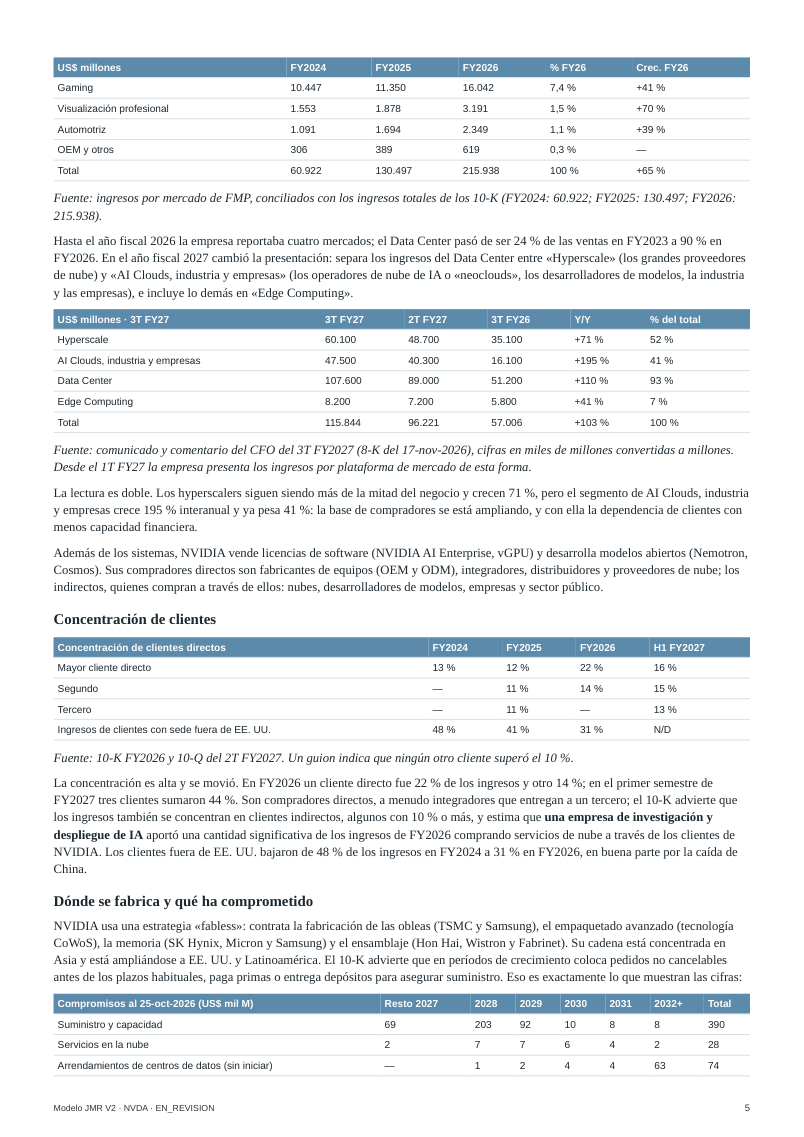 US$ millones FY2024 FY2025 FY2026 % FY26 Crec. FY26
Gaming 10.447 11.350 16.042 7,4 % +41 %
Visualización profesional 1.553 1.878 3.191 1,5 % +70 %
Automotriz 1.091 1.694 2.349 1,1 % +39 %
OEM y otros 306 389 619 0,3 % —
Total 60.922 130.497 215.938 100 % +65 %
Fuente: ingresos por mercado de FMP, conciliados con los ingresos totales de los 10-K (FY2024: 60.922; FY2025: 130.497; FY2026:
215.938).
Hasta el año fiscal 2026 la empresa reportaba cuatro mercados; el Data Center pasó de ser 24 % de las ventas en FY2023 a 90 % en
FY2026. En el año fiscal 2027 cambió la presentación: separa los ingresos del Data Center entre «Hyperscale» (los grandes proveedores
de nube) y «AI Clouds, industria y empresas» (los operadores de nube de IA o «neoclouds», los desarrolladores de modelos, la industria
y las empresas), e incluye lo demás en «Edge Computing».
US$ millones · 3T FY27 3T FY27 2T FY27 3T FY26 Y/Y % del total
Hyperscale 60.100 48.700 35.100 +71 % 52 %
AI Clouds, industria y empresas 47.500 40.300 16.100 +195 % 41 %
Data Center 107.600 89.000 51.200 +110 % 93 %
Edge Computing 8.200 7.200 5.800 +41 % 7 %
Total 115.844 96.221 57.006 +103 % 100 %
Fuente: comunicado y comentario del CFO del 3T FY2027 (8-K del 17-nov-2026), cifras en miles de millones convertidas a millones.
Desde el 1T FY27 la empresa presenta los ingresos por plataforma de mercado de esta forma.
La lectura es doble. Los hyperscalers siguen siendo más de la mitad del negocio y crecen 71 %, pero el segmento de AI Clouds, industria
y empresas crece 195 % interanual y ya pesa 41 %: la base de compradores se está ampliando, y con ella la dependencia de clientes con
menos capacidad financiera.
Además de los sistemas, NVIDIA vende licencias de software (NVIDIA AI Enterprise, vGPU) y desarrolla modelos abiertos (Nemotron,
Cosmos). Sus compradores directos son fabricantes de equipos (OEM y ODM), integradores, distribuidores y proveedores de nube; los
indirectos, quienes compran a través de ellos: nubes, desarrolladores de modelos, empresas y sector público.
Concentración de clientes
Concentración de clientes directos FY2024 FY2025 FY2026 H1 FY2027
Mayor cliente directo 13 % 12 % 22 % 16 %
Segundo — 11 % 14 % 15 %
Tercero — 11 % — 13 %
Ingresos de clientes con sede fuera de EE. UU. 48 % 41 % 31 % N/D
Fuente: 10-K FY2026 y 10-Q del 2T FY2027. Un guion indica que ningún otro cliente superó el 10 %.
La concentración es alta y se movió. En FY2026 un cliente directo fue 22 % de los ingresos y otro 14 %; en el primer semestre de
FY2027 tres clientes sumaron 44 %. Son compradores directos, a menudo integradores que entregan a un tercero; el 10-K advierte que
los ingresos también se concentran en clientes indirectos, algunos con 10 % o más, y estima que una empresa de investigación y
despliegue de IA aportó una cantidad significativa de los ingresos de FY2026 comprando servicios de nube a través de los clientes de
NVIDIA. Los clientes fuera de EE. UU. bajaron de 48 % de los ingresos en FY2024 a 31 % en FY2026, en buena parte por la caída de
China.
Dónde se fabrica y qué ha comprometido
NVIDIA usa una estrategia «fabless»: contrata la fabricación de las obleas (TSMC y Samsung), el empaquetado avanzado (tecnología
CoWoS), la memoria (SK Hynix, Micron y Samsung) y el ensamblaje (Hon Hai, Wistron y Fabrinet). Su cadena está concentrada en
Asia y está ampliándose a EE. UU. y Latinoamérica. El 10-K advierte que en períodos de crecimiento coloca pedidos no cancelables
antes de los plazos habituales, paga primas o entrega depósitos para asegurar suministro. Eso es exactamente lo que muestran las cifras:
Compromisos al 25-oct-2026 (US$ mil M) Resto 2027 2028 2029 2030 2031 2032+ Total
Suministro y capacidad 69 203 92 10 8 8 390
Servicios en la nube 2 7 7 6 4 2 28
Arrendamientos de centros de datos (sin iniciar) — 1 2 4 4 63 74
Modelo JMR V2 · NVDA · EN_REVISION 5